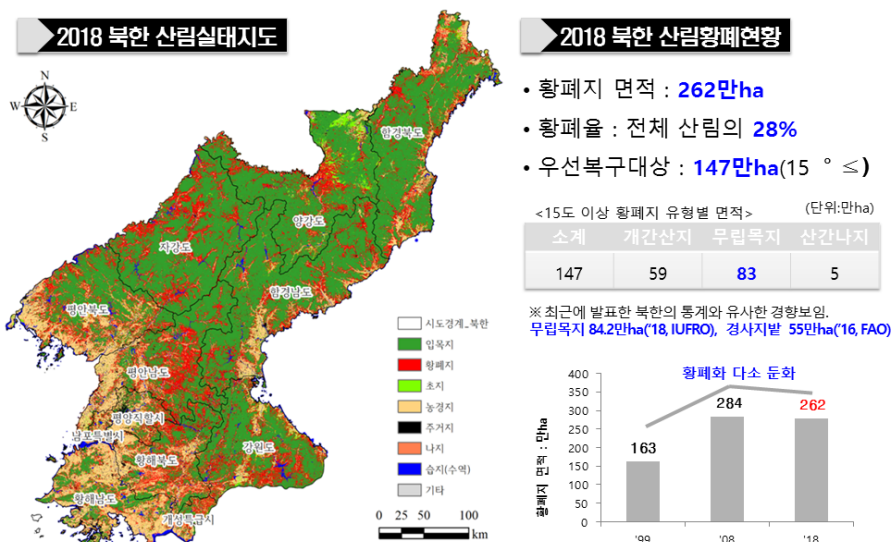 2018 북한 산림실태지도
N
W E
S
함경북도
양강도
자강도
함경남도
평안북도
평안남도
평양직할시
남포특별시
황해북도
강원도
황해남도
개성특급시
시도경계_북한
입목지
황폐지
초지
농경지
주거지
나지
습지(수역)
기타
0 25 50 100
km
2018 북한 산림황폐현황
• 황폐지 면적 : 262만ha
• 황폐율 : 전체 산림의 28%
• 우선복구대상 : 147만ha(15 ° ≤)
<15도 이상 황폐지 유형별 면적> (단위:만ha)
소계 개간산지 무립목지 산간나지
147 59 83 5
※ 최근에 발표한 북한의 통계와 유사한 경향보임.
무립목지 84.2만ha('18, IUFRO), 경사지밭 55만ha('16, FAO)
황폐화 다소 둔화
황폐지 면적 : 만ha
400
350
300
250
200
150
100
50
0
163
284
262
'99 '08 '18